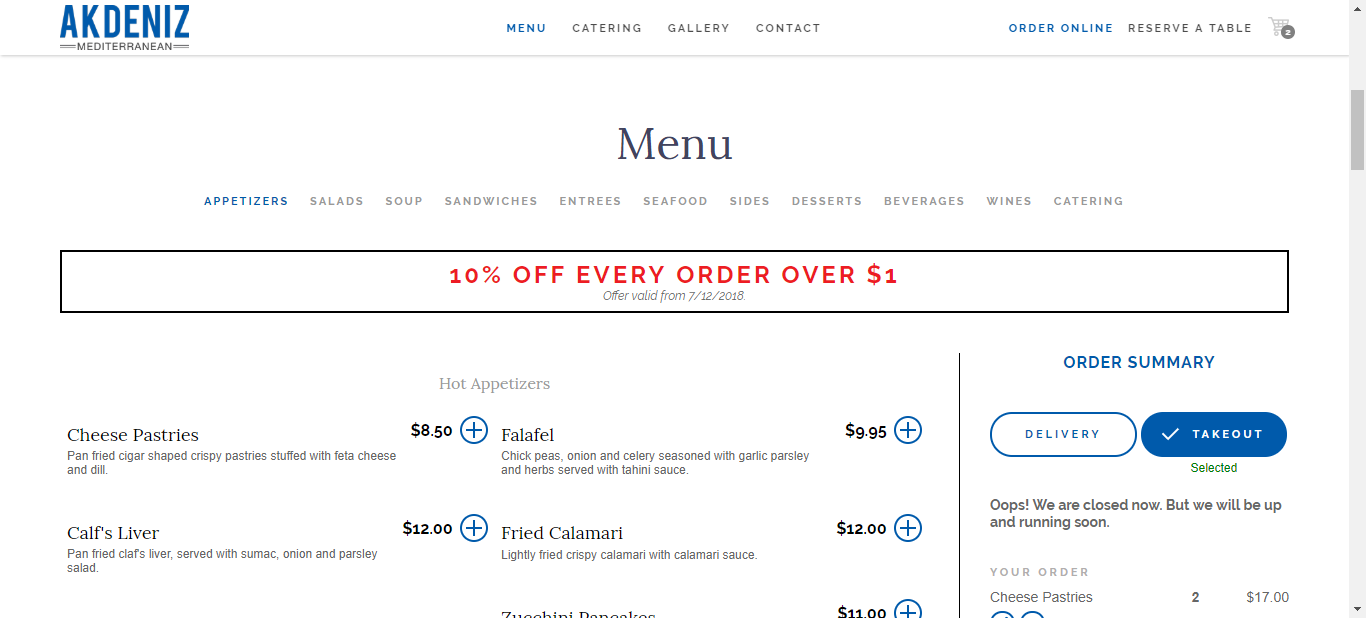 AKDENIZ
MEDITERRANEAN
MENU CATERING GALLERY CONTACT
ORDER ONLINE RESERVE A TABLE 2
Menu
APPETIZERS SALADS SOUP SANDWICHES ENTREES SEAFOOD SIDES DESSERTS BEVERAGES WINES CATERING
10% OFF EVERY ORDER OVER $1
Offer valid from 7/12/2018.
Hot Appetizers
Cheese Pastries $8.50
Pan fried cigar shaped crispy pastries stuffed with feta cheese
and dill.
Falafel $9.95
Chick peas, onion and celery seasoned with garlic parsley
and herbs served with tahini sauce.
Calf's Liver $12.00
Pan fried claf's liver, served with sumac, onion and parsley
salad.
Fried Calamari $12.00
Lightly fried crispy calamari with calamari sauce.
Zucchini Pancakes $11.00
ORDER SUMMARY
DELIVERY TAKEOUT
Selected
Oops! We are closed now. But we will be up
and running soon.
YOUR ORDER
Cheese Pastries 2 $17.00